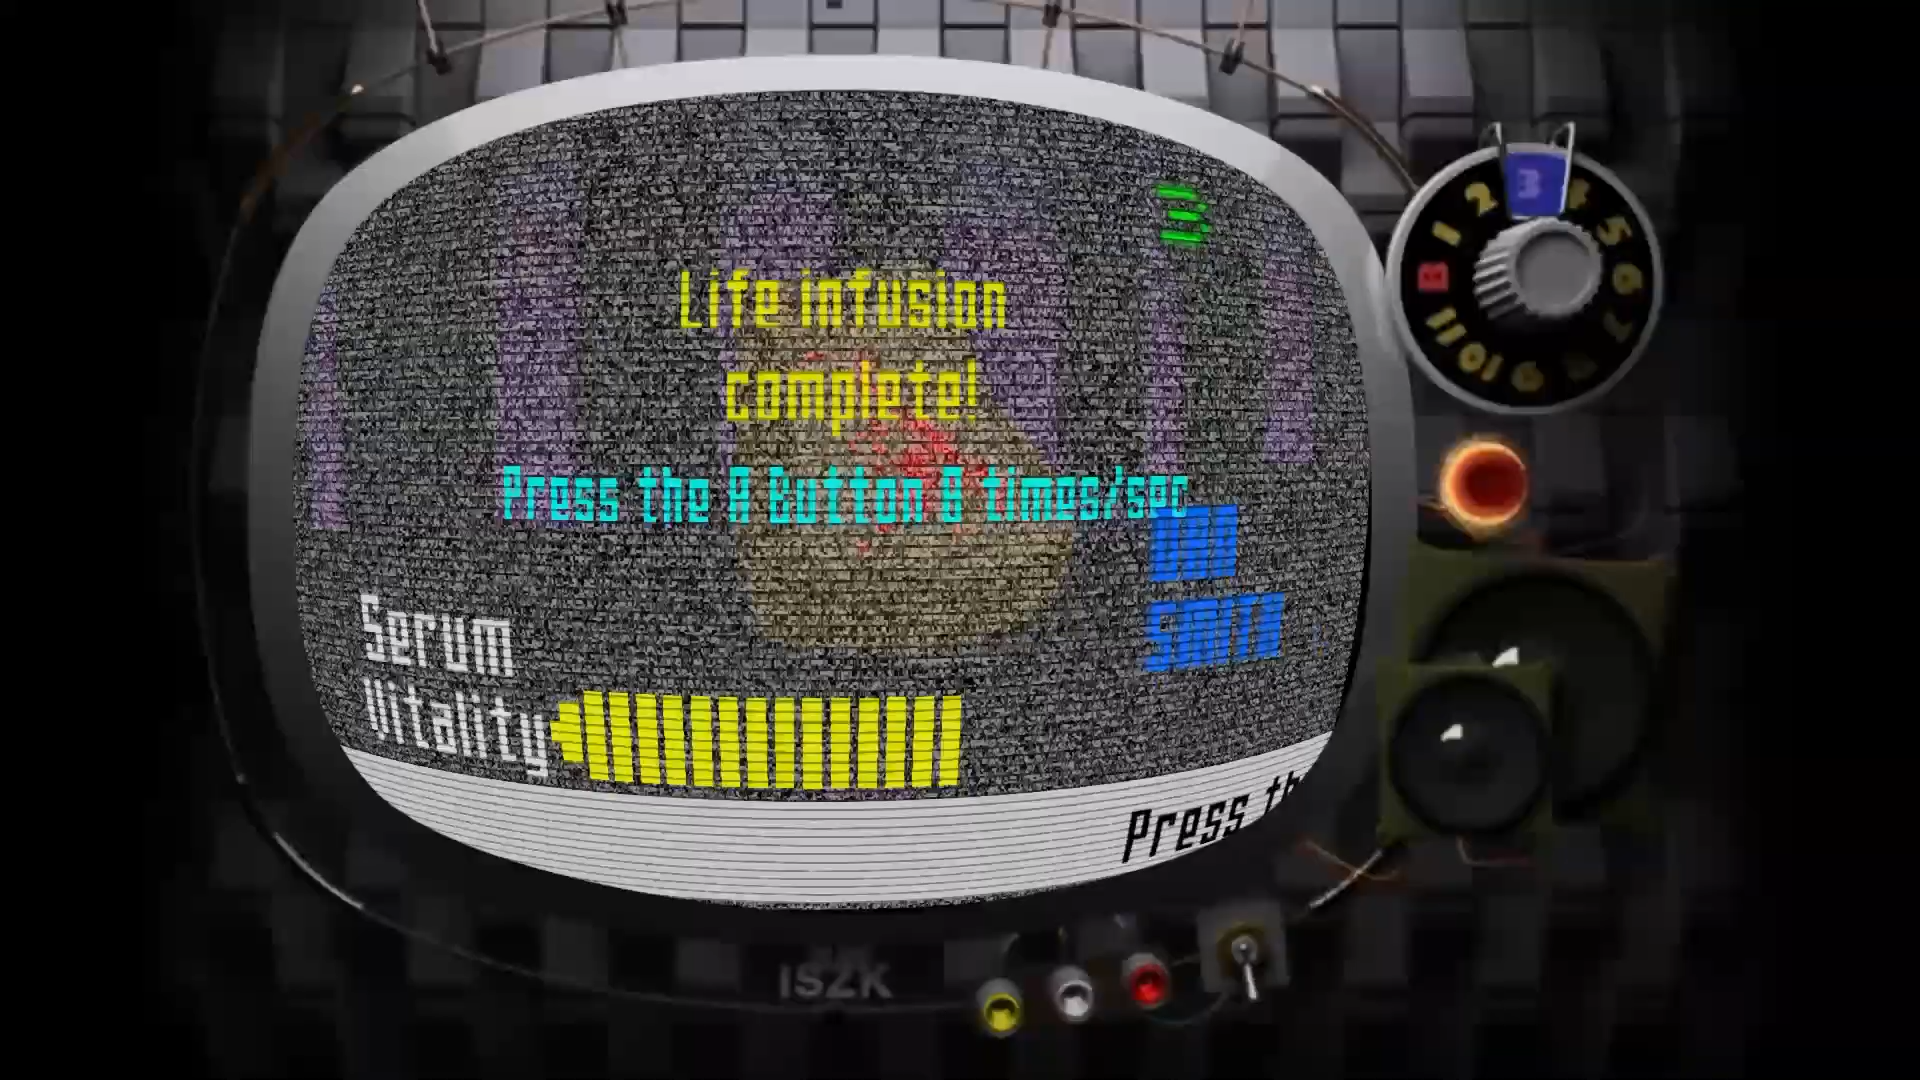 3
Life infusion
complete!
Press the A Button 8 times/sec
DAN
SMITH
Serum
Vitality
Press th
1 2 3 4 5 6 7 9 10 11
IS2K